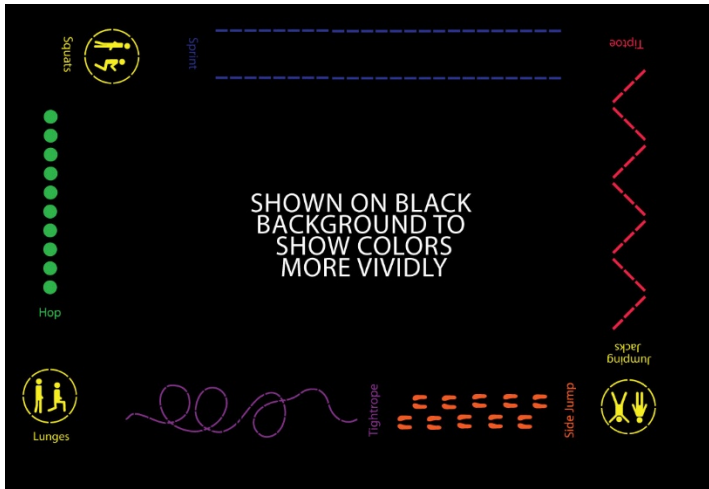 Squats
Sprint
Tiptoe
SHOWN ON BLACK
BACKGROUND TO
SHOW COLORS
MORE VIVIDLY
Hop
Jumping
Jacks
Lunges
Tightrope
Side Jump